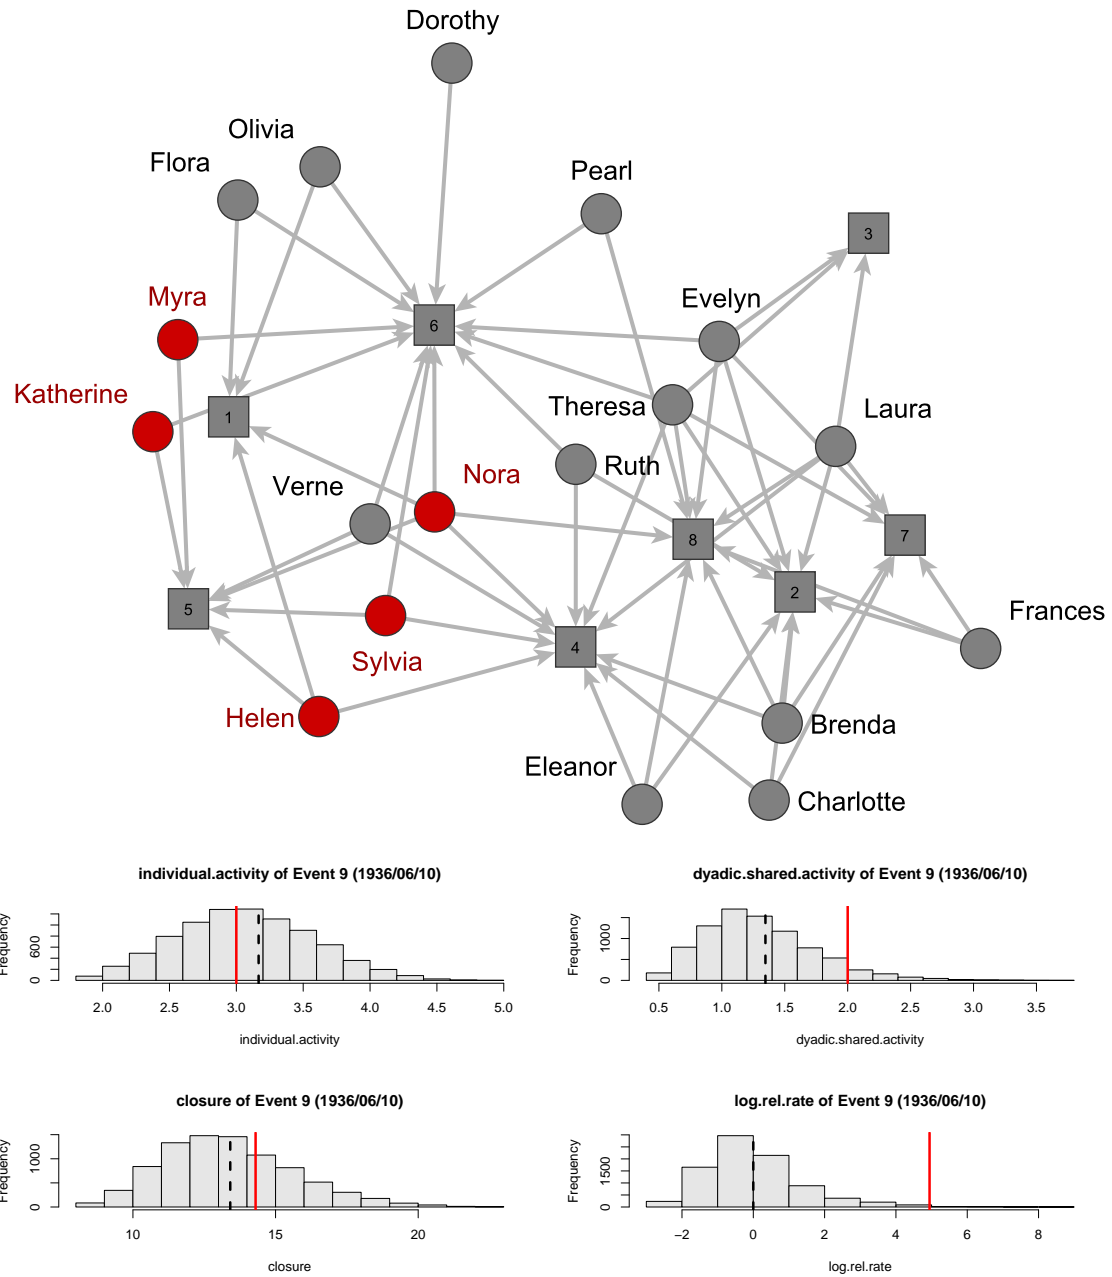 Dorothy
Olivia
Flora
Pearl
3
Myra
Evelyn
6
Katherine
Theresa
Laura
1
Ruth
Nora
Verne
8
7
2
5
Frances
4
Sylvia
Helen
Brenda
Eleanor
Charlotte
individual.activity of Event 9 (1936/06/10)
Frequency
0
600
2.0 2.5 3.0 3.5 4.0 4.5 5.0
individual.activity
dyadic.shared.activity of Event 9 (1936/06/10)
Frequency
0
1000
0.5 1.0 1.5 2.0 2.5 3.0 3.5
dyadic.shared.activity
closure of Event 9 (1936/06/10)
Frequency
0
1000
10 15 20
closure
log.rel.rate of Event 9 (1936/06/10)
Frequency
0
1500
−2 0 2 4 6 8
log.rel.rate